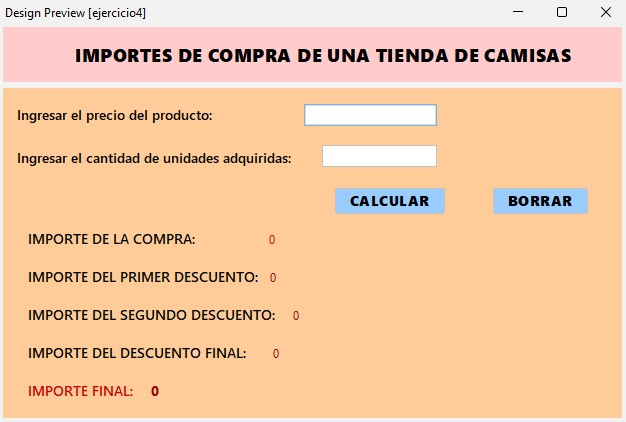 Design Preview [ejercicio4]
IMPORTES DE COMPRA DE UNA TIENDA DE CAMISAS
Ingresar el precio del producto:
Ingresar el cantidad de unidades adquiridas:
CALCULAR BORRAR
IMPORTE DE LA COMPRA: 0
IMPORTE DEL PRIMER DESCUENTO: 0
IMPORTE DEL SEGUNDO DESCUENTO: 0
IMPORTE DEL DESCUENTO FINAL: 0
IMPORTE FINAL: 0